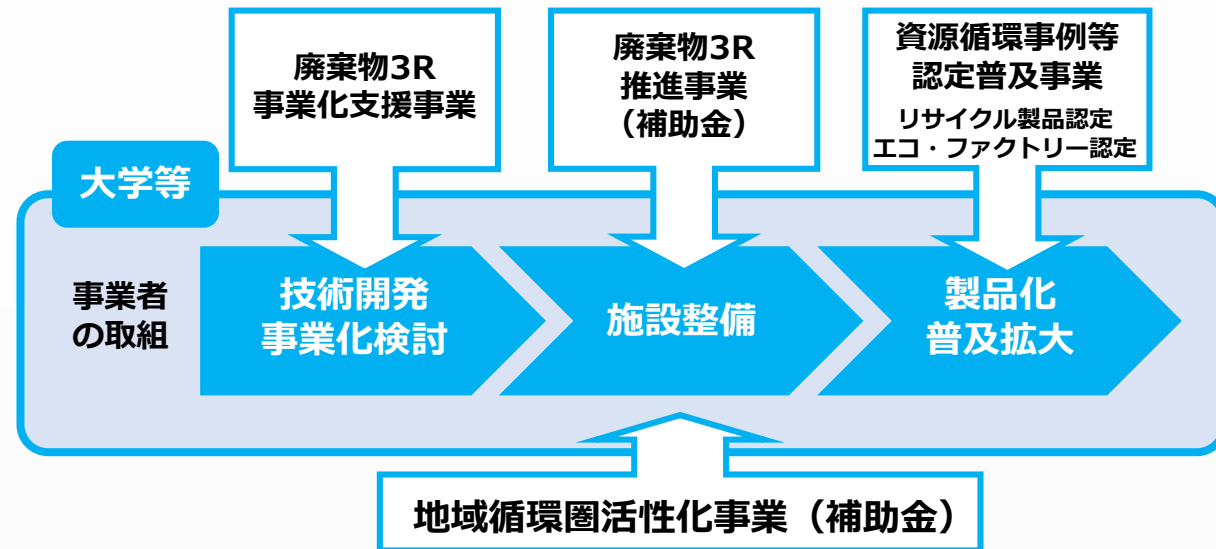 廃棄物3R
事業化支援事業
廃棄物3R
推進事業
（補助金）
資源循環事例等
認定普及事業
リサイクル製品認定
エコ・ファクトリー認定
大学等
事業者
の取組
技術開発
事業化検討
施設整備
製品化
普及拡大
地域循環圏活性化事業（補助金）